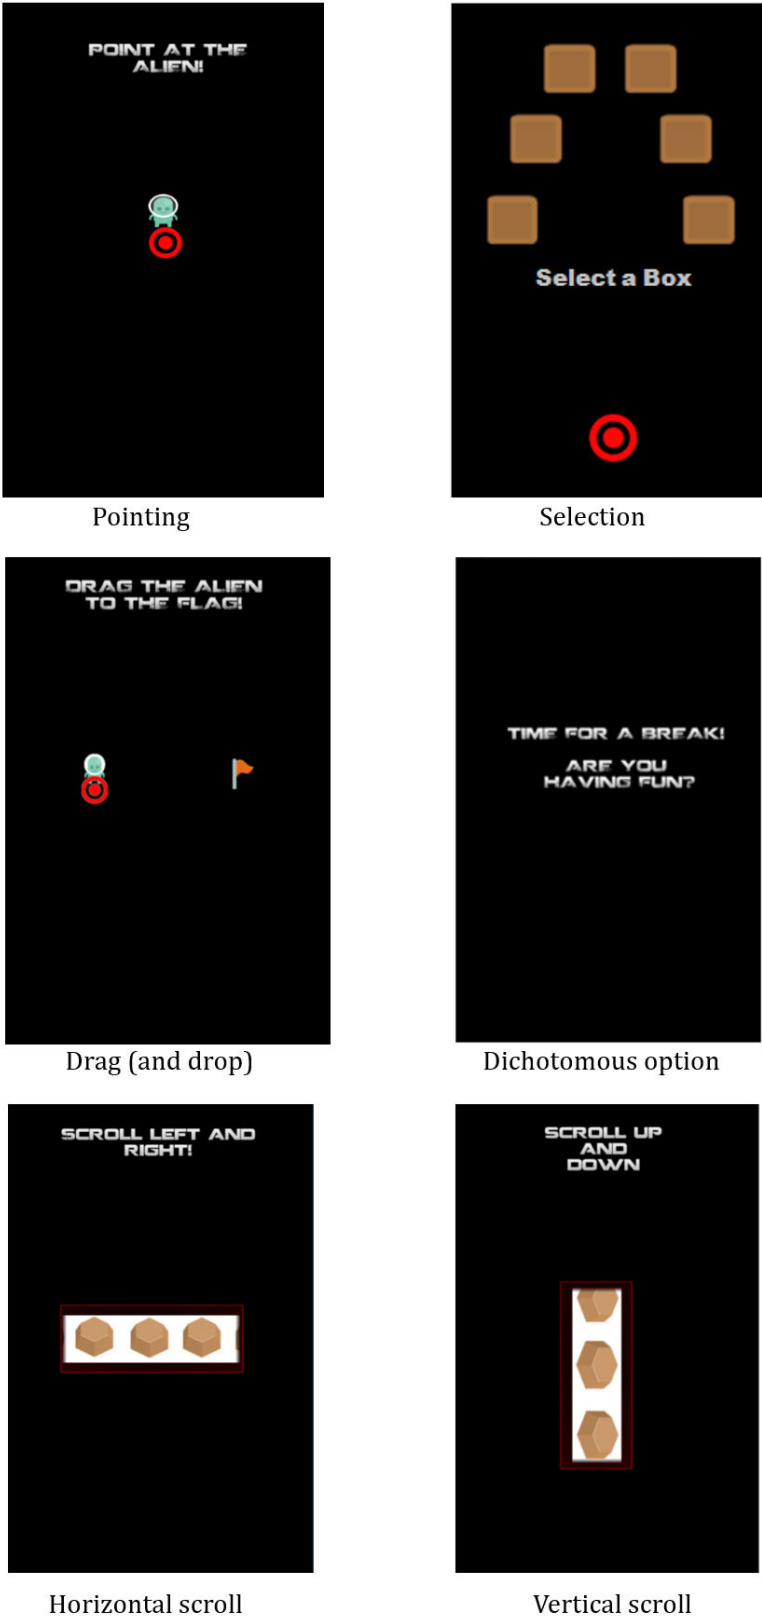 POINT AT THE
ALIEN!
Select a Box
Pointing
Selection
DRAG THE ALIEN
TO THE FLAG!
TIME FOR A BREAK!
ARE YOU
HAVING FUN?
Drag (and drop)
Dichotomous option
SCROLL LEFT AND
RIGHT!
SCROLL UP
AND
DOWN
Horizontal scroll
Vertical scroll